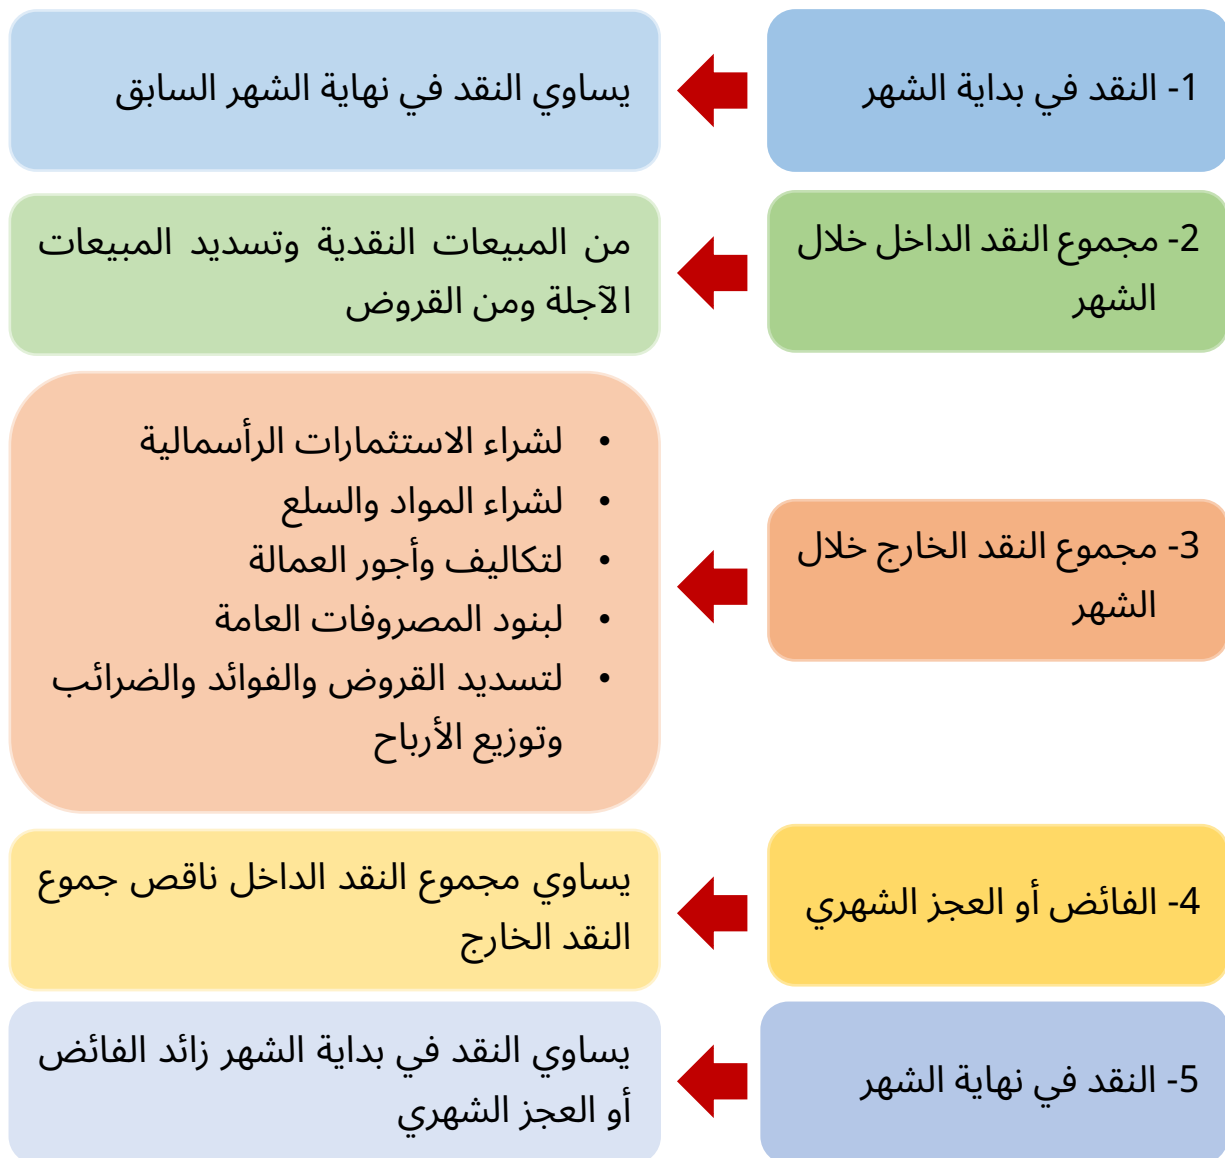 1- النقد في بداية الشهر
يساوي النقد في نهاية الشهر السابق
2- مجموع النقد الداخل خلال
الشهر
من المبيعات النقدية وتسديد المبيعات
الآجلة ومن القروض
3- مجموع النقد الخارج خلال
الشهر
• لشراء الاستثمارات الرأسمالية
• لشراء المواد والسلع
• لتكاليف وأجور العمالة
• لبنود المصروفات العامة
• لتسديد القروض والفوائد والضرائب
وتوزيع الأرباح
4- الفائض أو العجز الشهري
يساوي مجموع النقد الداخل ناقص جموع
النقد الخارج
5- النقد في نهاية الشهر
يساوي النقد في بداية الشهر زائد الفائض
أو العجز الشهري